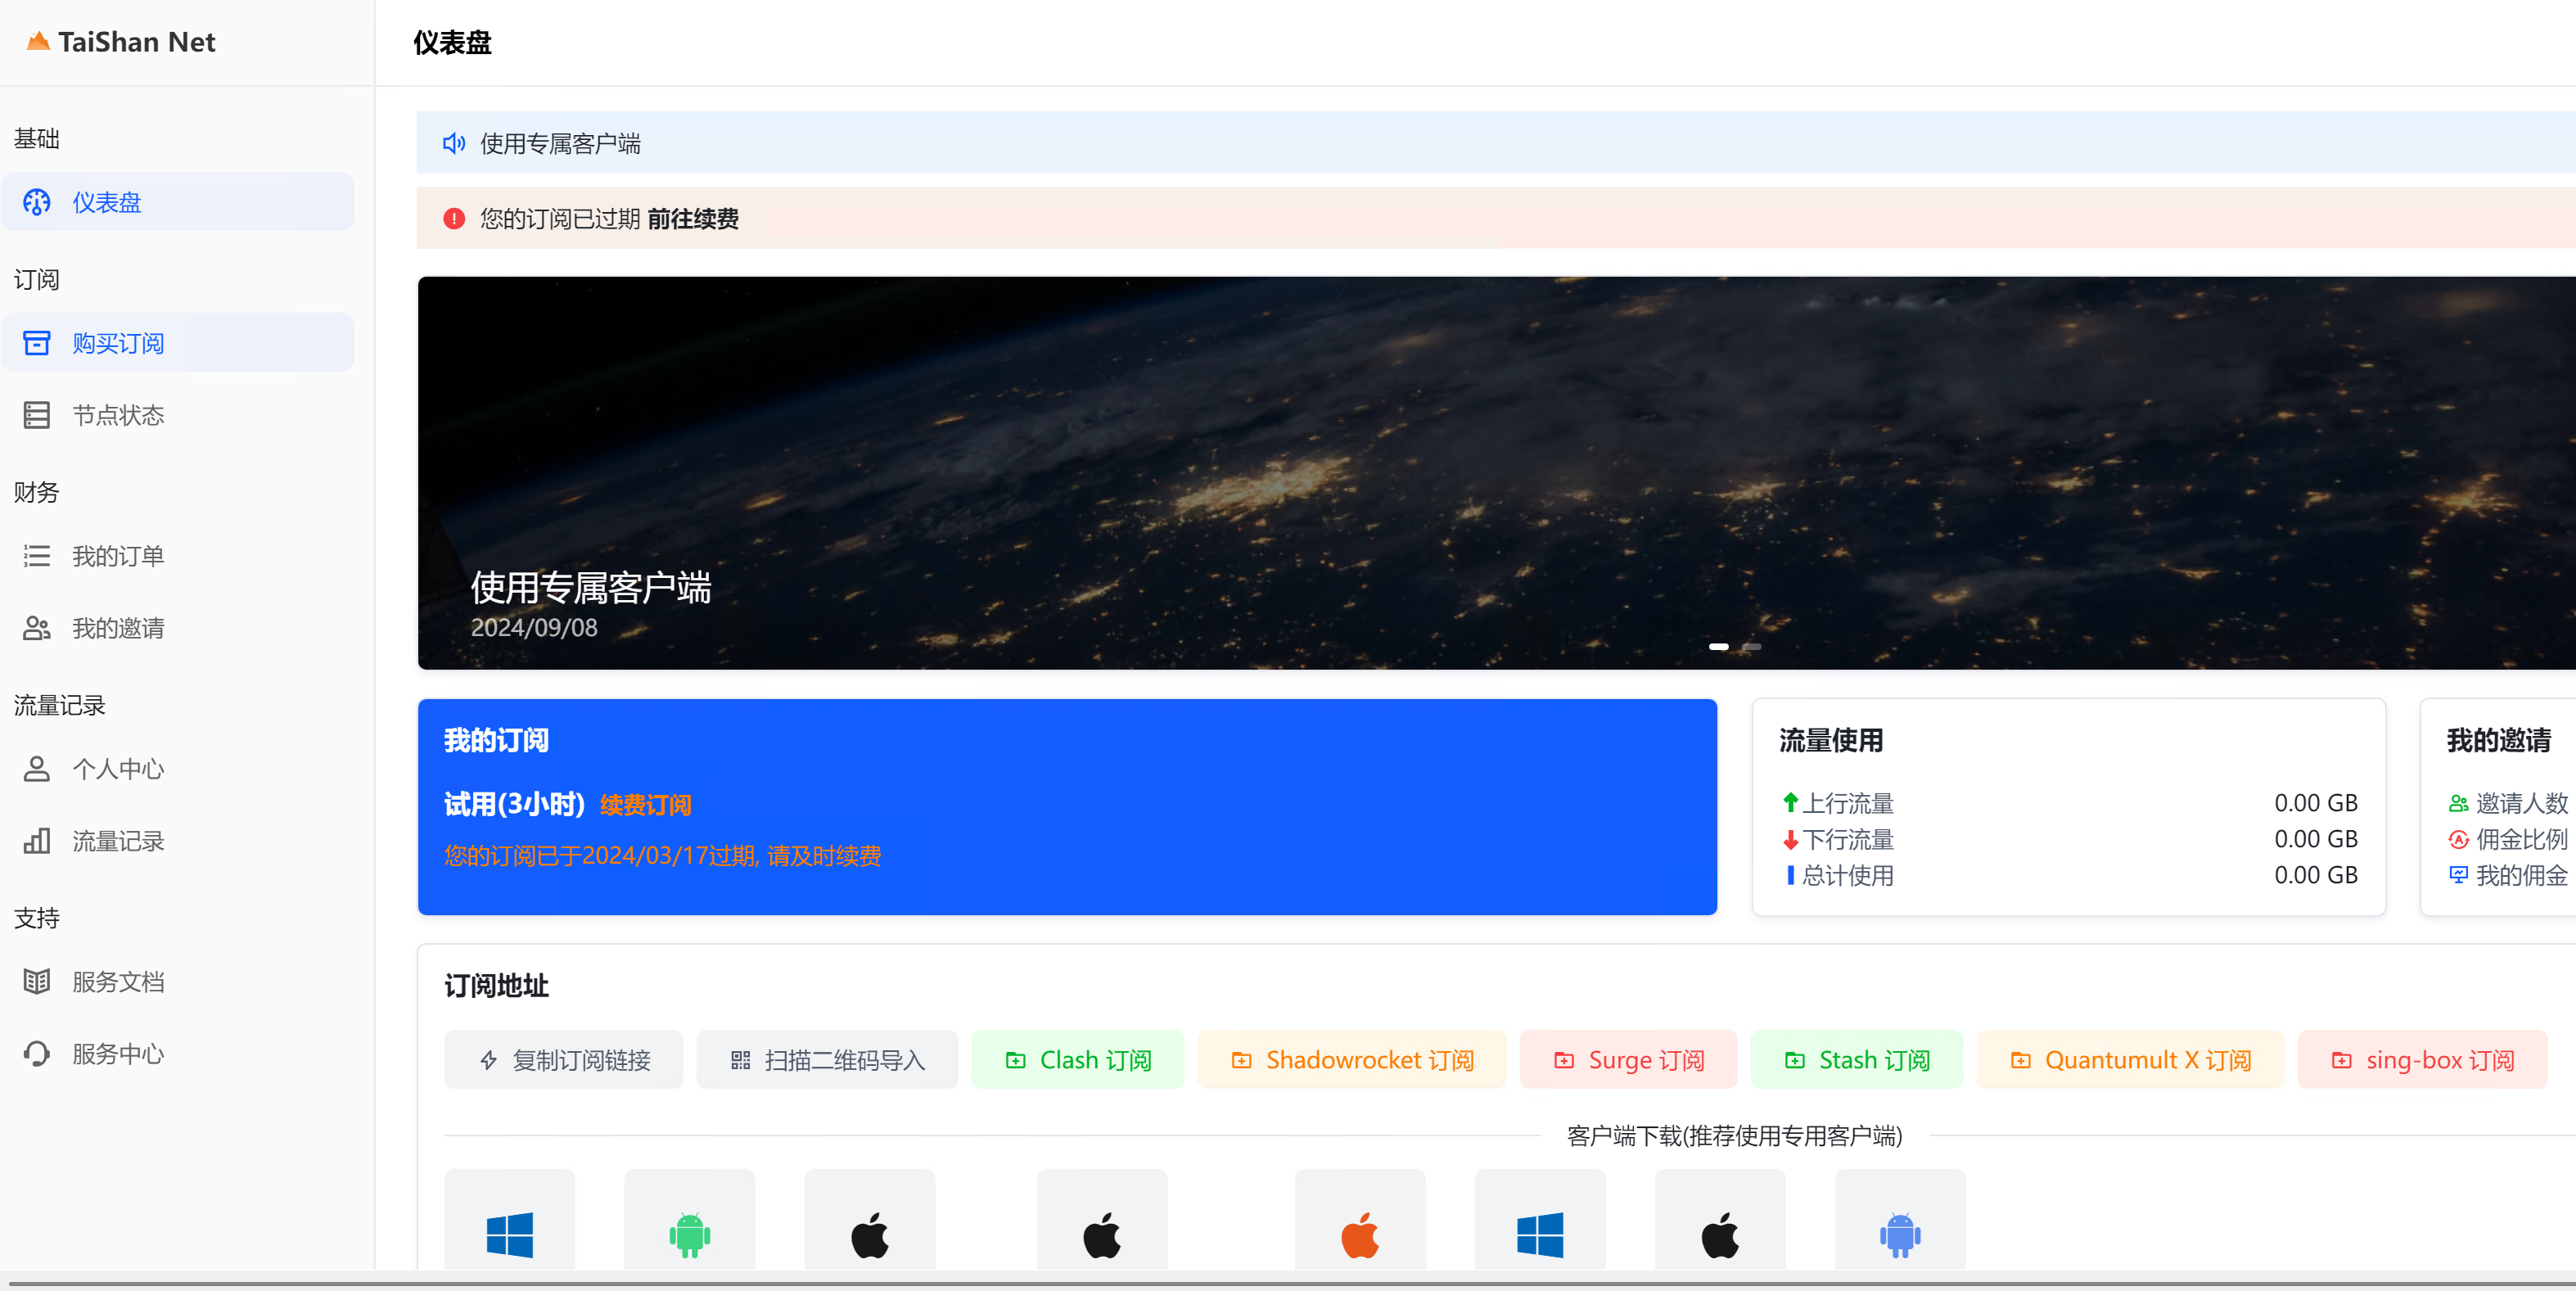 TaiShan Net
仪表盘
基础
仪表盘
订阅
购买订阅
节点状态
财务
我的订单
我的邀请
流量记录
个人中心
流量记录
支持
服务文档
服务中心
使用专属客户端
您的订阅已过期 前往续费
使用专属客户端
2024/09/08
我的订阅
试用(3小时) 续费订阅
您的订阅已于2024/03/17过期, 请及时续费
流量使用
上行流量 0.00 GB
下行流量 0.00 GB
总计使用 0.00 GB
我的邀请
邀请人数
佣金比例
我的佣金
订阅地址
复制订阅链接 扫描二维码导入 Clash 订阅 Shadowrocket 订阅 Surge 订阅 Stash 订阅 Quantumult X 订阅 sing-box 订阅
客户端下载(推荐使用专用客户端)